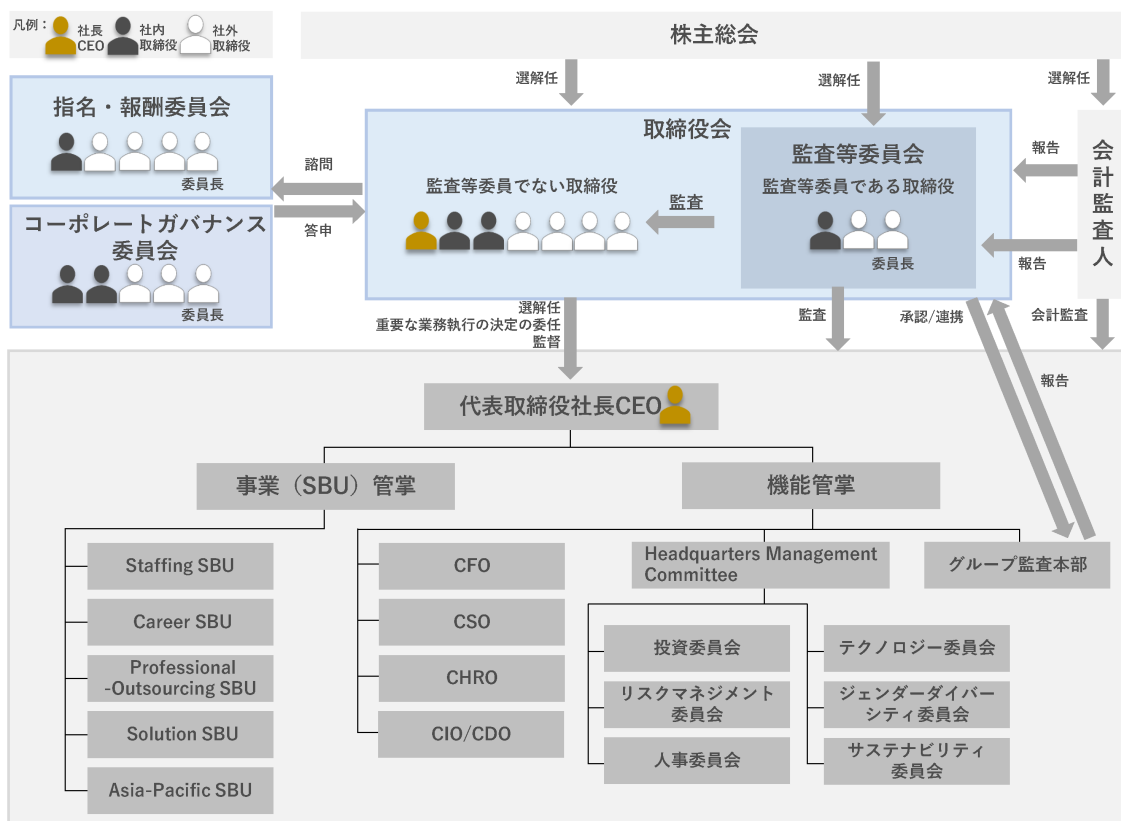 凡例：
社長
CEO
社内
取締役
社外
取締役
株主総会
選解任
選解任
選解任
指名・報酬委員会
委員長
コーポレートガバナンス
委員会
委員長
諮問
答申
取締役会
監査等委員でない取締役
監査
監査等委員会
監査等委員である取締役
委員長
報告
報告
会計監査人
選解任
重要な業務執行の決定の委任
監督
監査
承認/連携
会計監査
報告
代表取締役社長CEO
事業（SBU）管掌
機能管掌
Staffing SBU
Career SBU
Professional
-Outsourcing SBU
Solution SBU
Asia-Pacific SBU
CFO
CSO
CHRO
CIO/CDO
Headquarters Management
Committee
グループ監査本部
投資委員会
リスクマネジメント
委員会
人事委員会
テクノロジー委員会
ジェンダーダイバー
シティ委員会
サステナビリティ
委員会